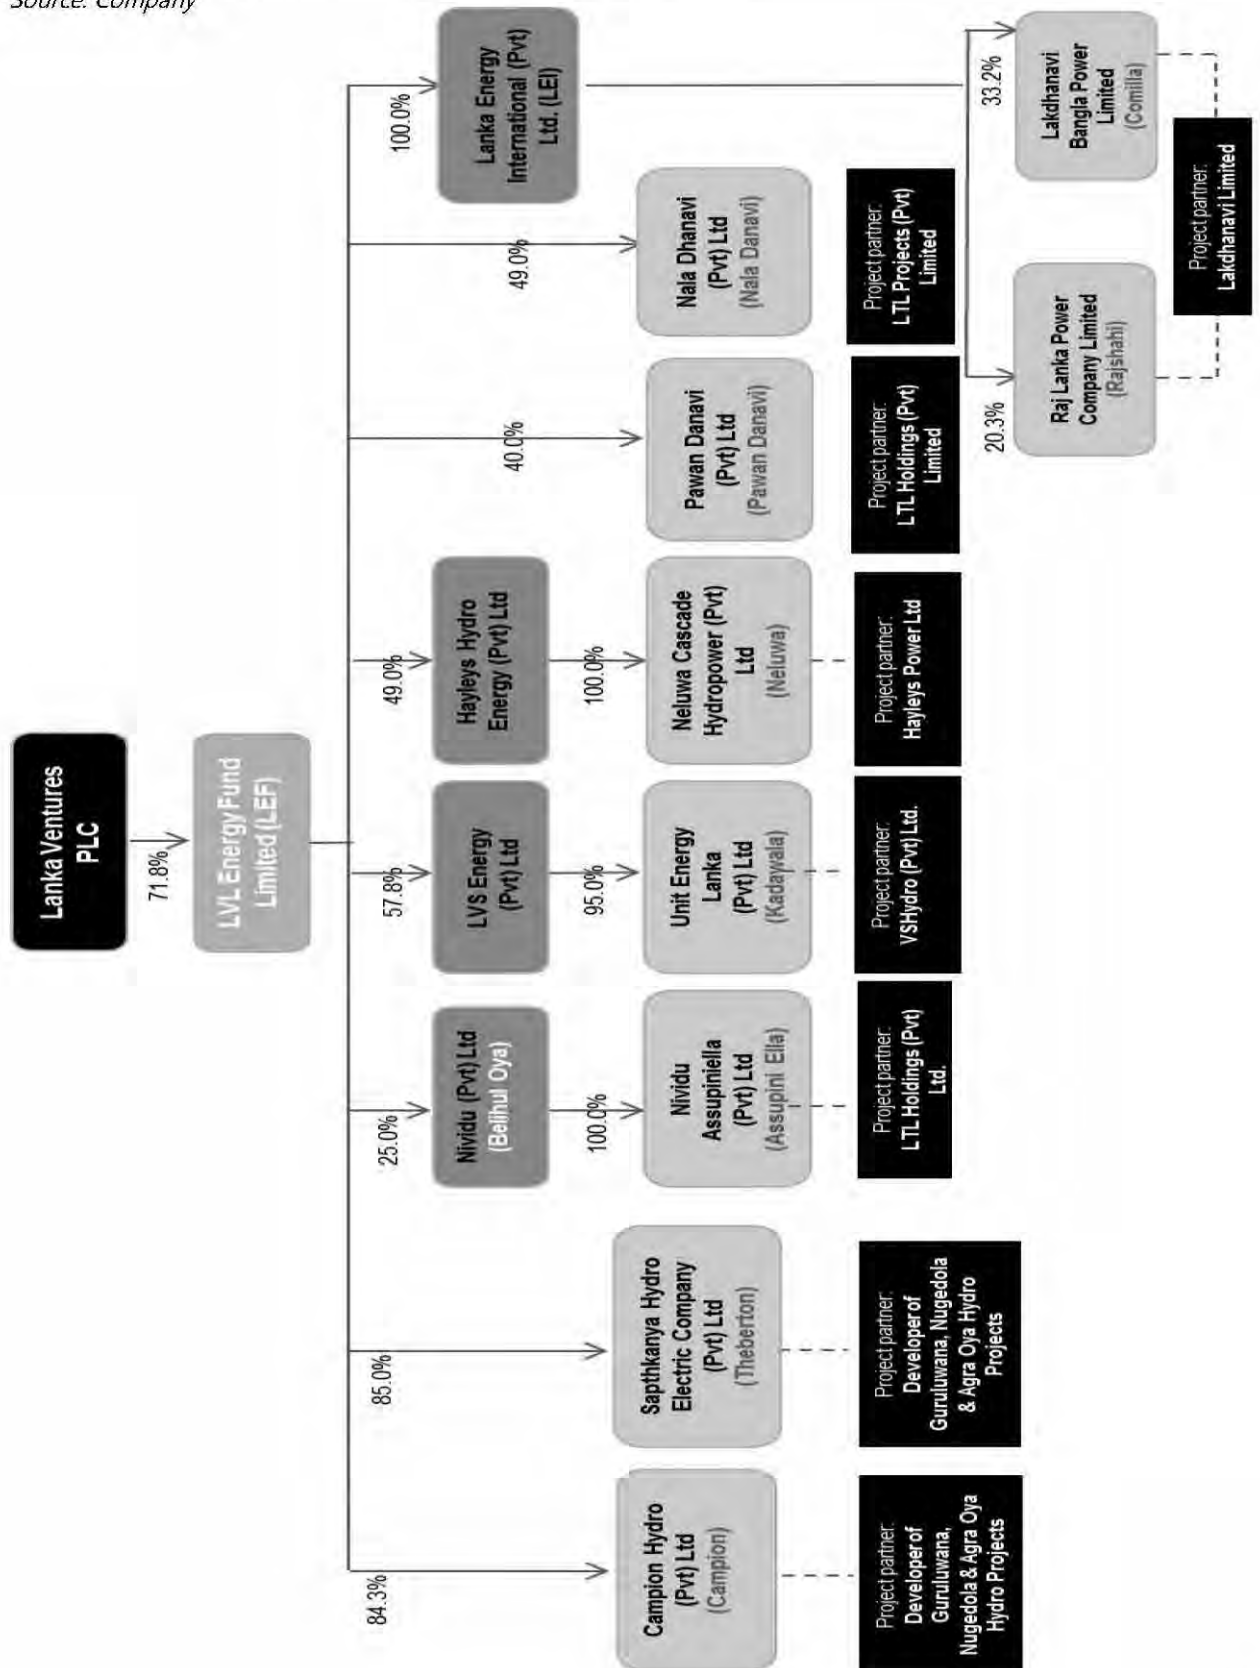 Source: Company
Lanka Ventures
PLC
71.8%
LVL Energy Fund
Limited (LEF)
84.3%
85.0%
25.0%
57.8%
49.0%
40.0%
49.0%
100.0%
Nividu (Pvt) Ltd
(Belihul Oya)
LVS Energy
(Pvt) Ltd
Hayleys Hydro
Energy (Pvt) Ltd
Lanka Energy
International (Pvt)
Ltd. (LEI)
100.0%
95.0%
100.0%
Campion Hydro
(Pvt) Ltd
(Campion)
Sapthkanya Hydro
Electric Company
(Pvt) Ltd
(Theberton)
Nividu
Assupiniella
(Pvt) Ltd
(Assupini Ella)
Unit Energy
Lanka
(Pvt) Ltd
(Kadawala)
Neluwa Cascade
Hydropower (Pvt)
Ltd
(Neluwa)
Pawan Danavi
(Pvt) Ltd
(Pawan Danavi)
Nala Dhanavi
(Pvt) Ltd
(Nala Danavi)
Project partner:
Developer of
Guruluwana,
Nugedola & Agra Oya
Hydro Projects
Project partner:
Developer of
Guruluwana, Nugedola
& Agra Oya Hydro
Projects
Project partner:
LTL Holdings (Pvt)
Ltd.
Project partner:
VSHydro (Pvt) Ltd.
Project partner:
Hayleys Power Ltd
Project partner:
LTL Holdings (Pvt)
Limited
Project partner:
LTL Projects (Pvt)
Limited
20.3%
33.2%
Raj Lanka Power
Company Limited
(Rajshahi)
Lakdhanavi
Bangla Power
Limited
(Comilla)
Project partner:
Lakdhanavi Limited